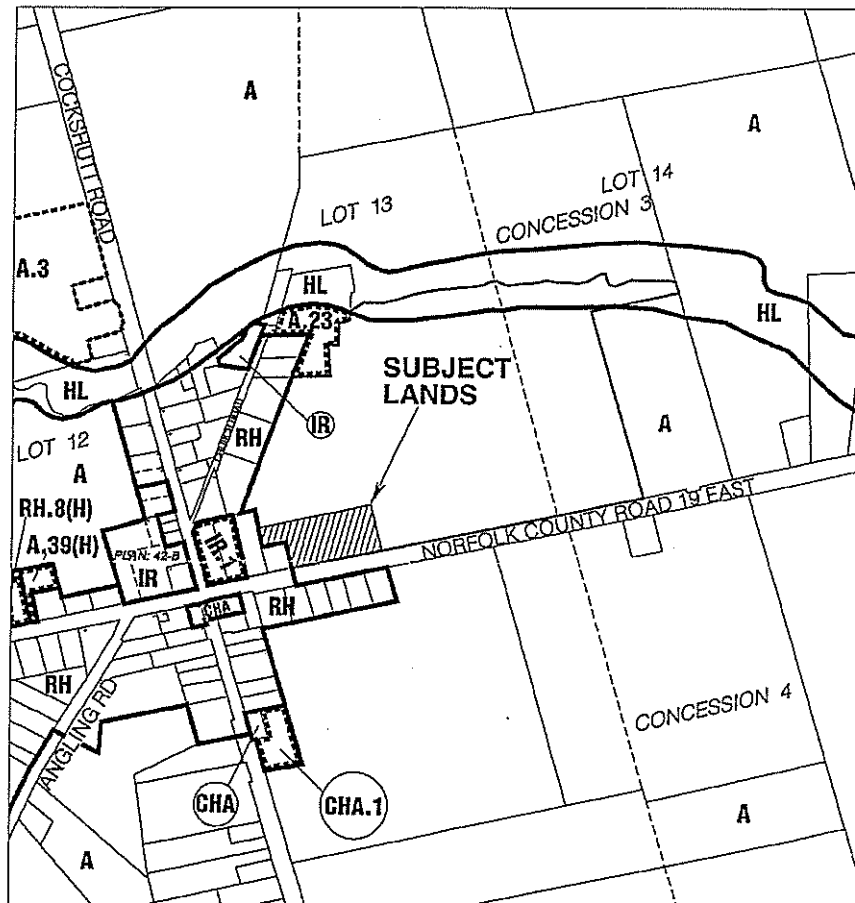 COCKSHUTT ROAD
A
A
LOT 13
LOT 14
CONCESSION 3
A.3
HL
A.23
HL
SUBJECT
LANDS
HL
IR
RH
LOT 12
A
A
RH.8(H)
A,39(H)
PLAN: 42-B
IR
IR.1
NORFOLK COUNTY ROAD 19 EAST
CHA
RH
RH
ANGLING RD
CONCESSION 4
CHA
CHA.1
A
A